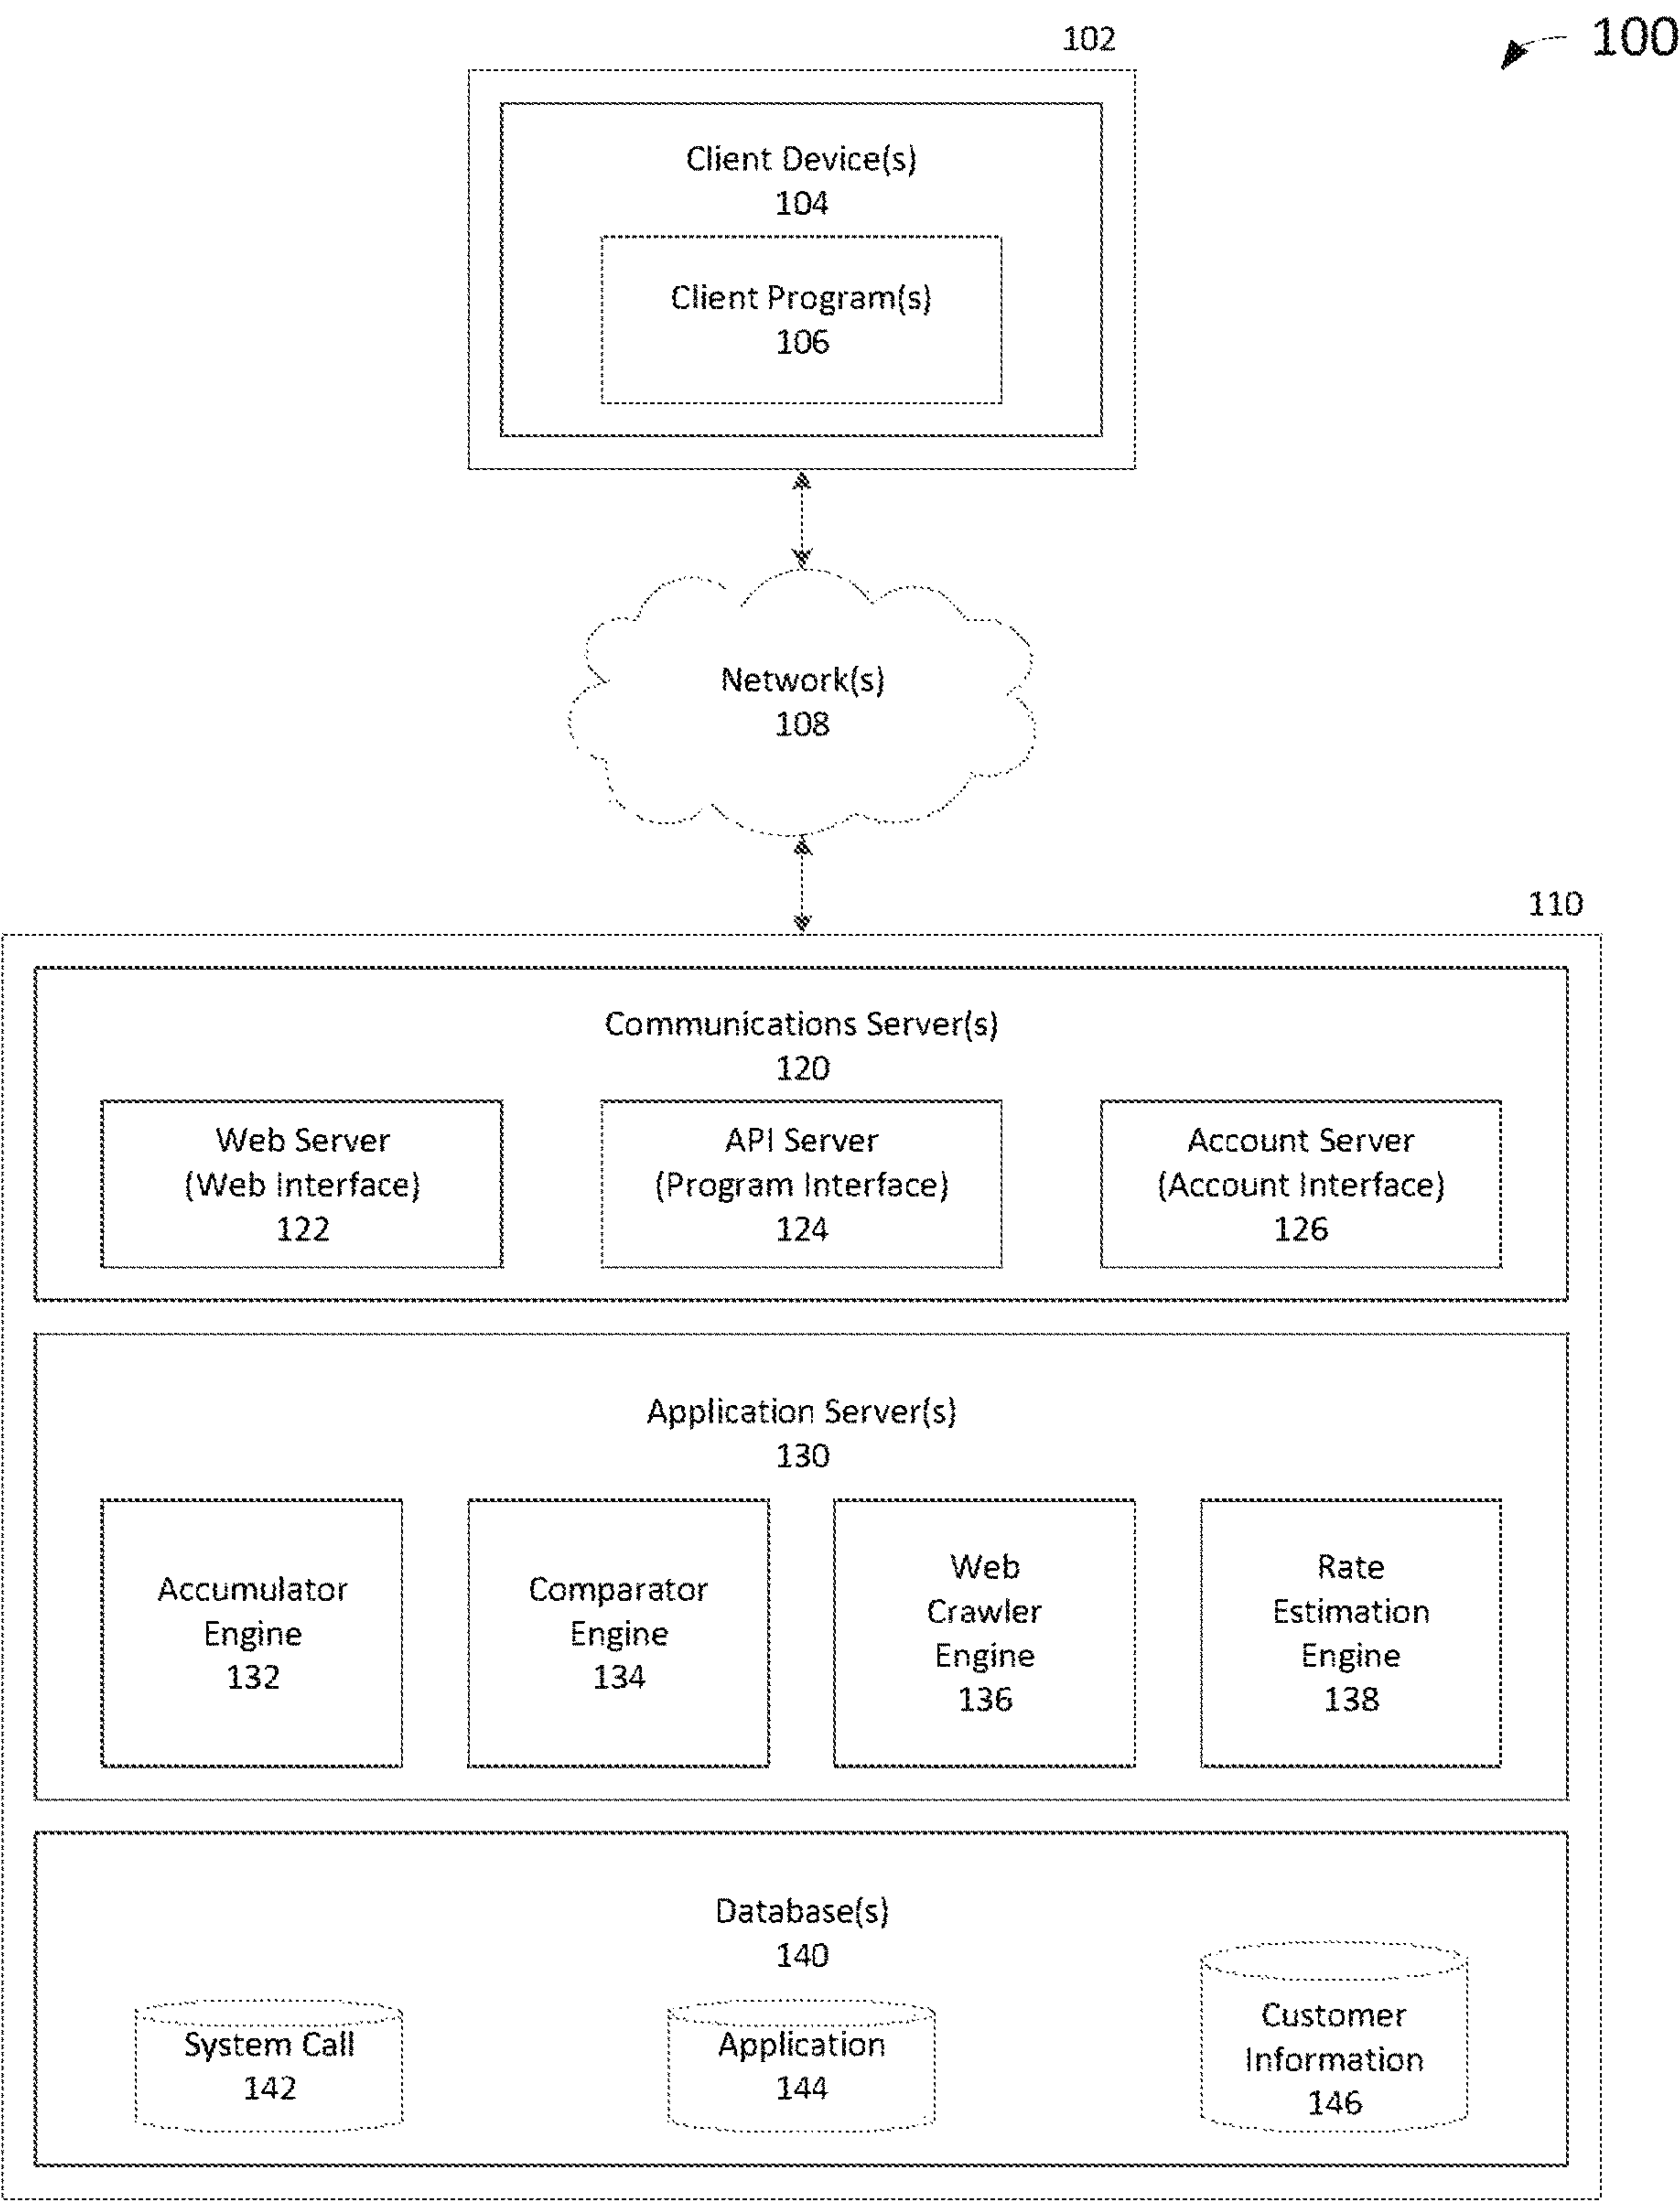 100
102
Client Device(s)
104
Client Program(s)
106
Network(s)
108
110
Communications Server(s)
120
Web Server
(Web Interface)
122
API Server
(Program Interface)
124
Account Server
(Account Interface)
126
Application Server(s)
130
Accumulator
Engine
132
Comparator
Engine
134
Web
Crawler
Engine
136
Rate
Estimation
Engine
138
Database(s)
140
System Call
142
Application
144
Customer
Information
146